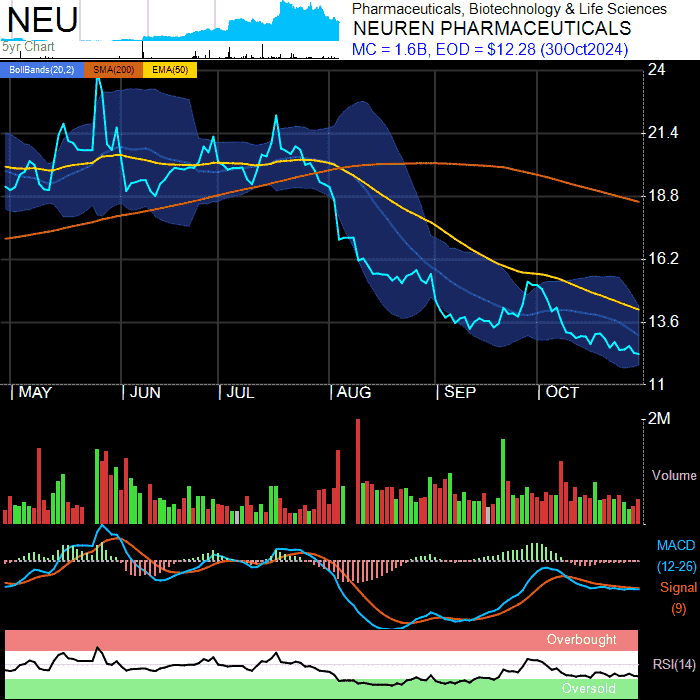 NEU
5yr Chart
Pharmaceuticals, Biotechnology & Life Sciences
NEUREN PHARMACEUTICALS
MC = 1.6B, EOD = $12.28 (30Oct2024)
BollBands(20,2) SMA(200) EMA(50)
24
21.4
18.8
16.2
13.6
11
MAY JUN JUL AUG SEP OCT
2M
Volume
MACD
(12-26)
Signal
(9)
Overbought
RSI(14)
Oversold